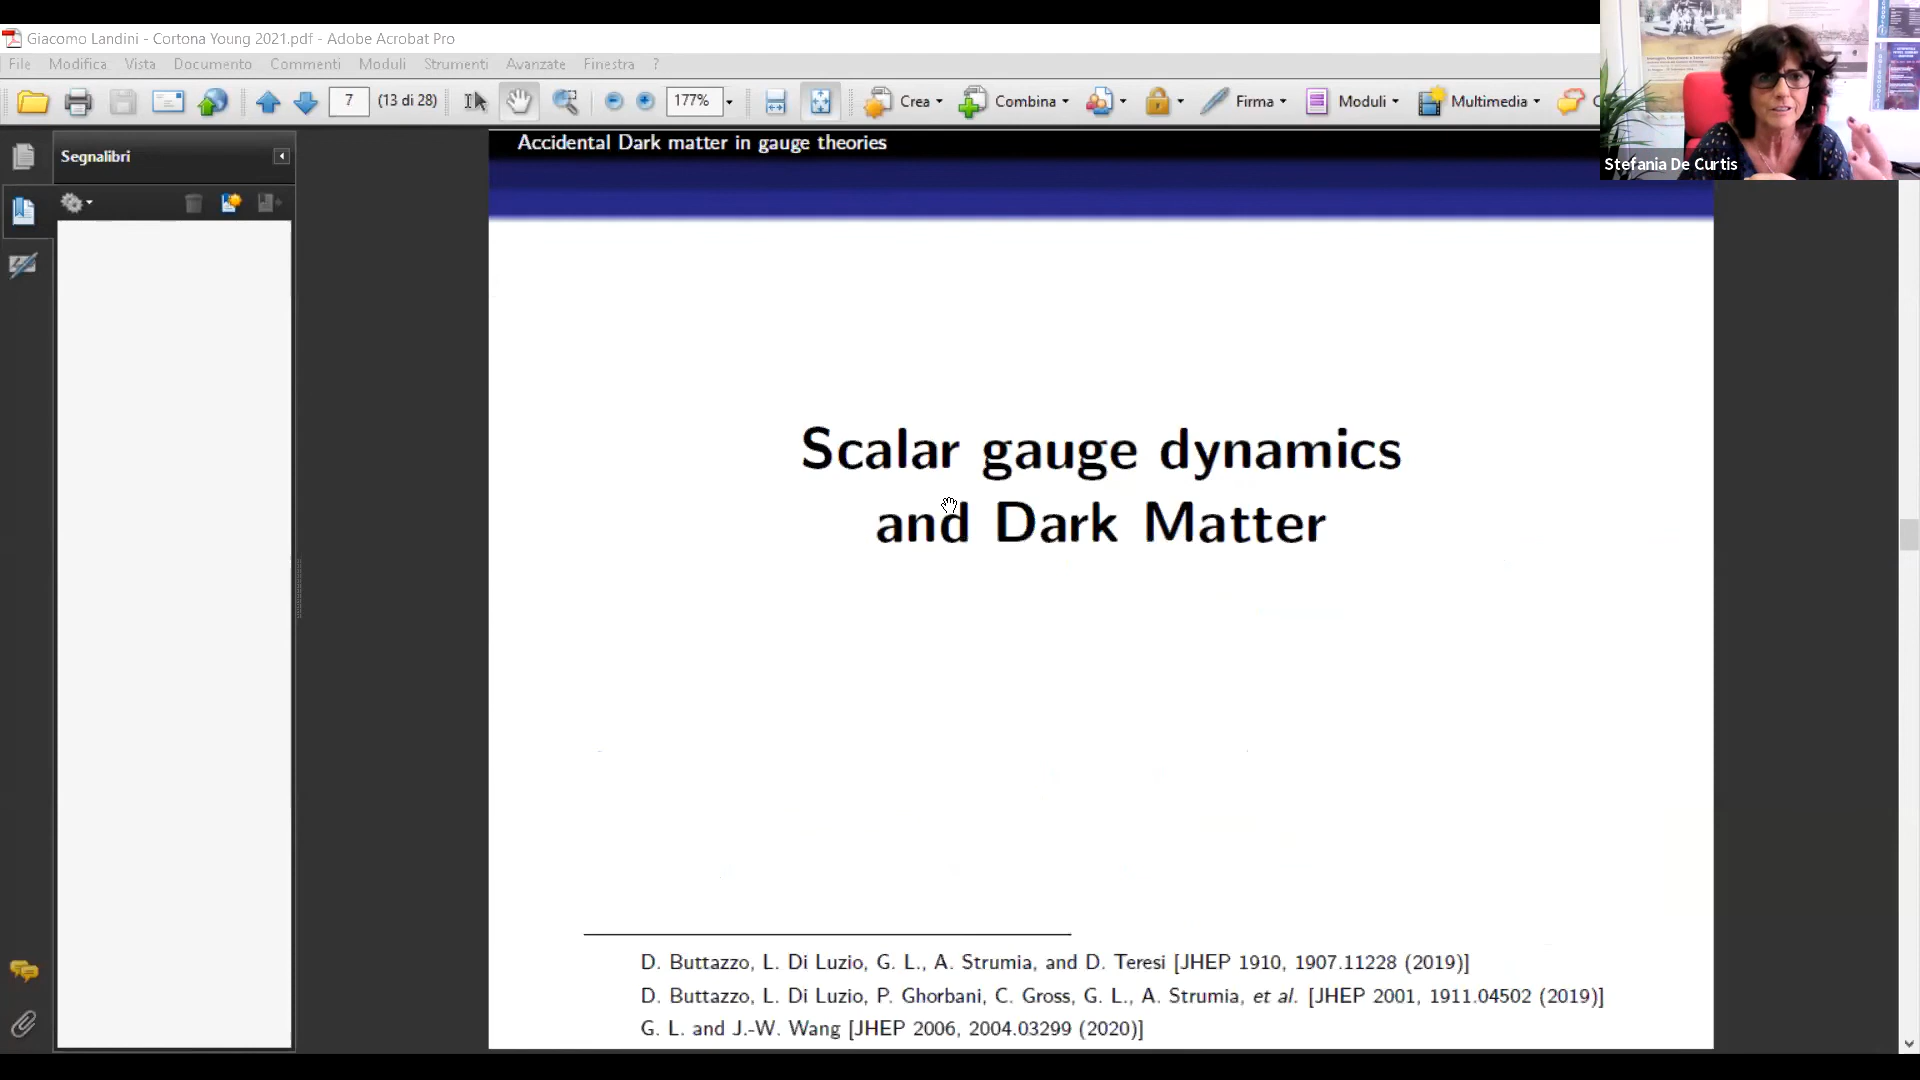 Giacomo Landini - Cortona Young 2021.pdf - Adobe Acrobat Pro
File Modifica Vista Documento Commenti Moduli Strumenti Avanzate Finestra ?
7 (13 di 28) 177% Crea Combina Firma Moduli Multimedia C
Stefania De Curtis
Segnalibri
Accidental Dark matter in gauge theories
Scalar gauge dynamics
and Dark Matter
D. Buttazzo, L. Di Luzio, G. L., A. Strumia, and D. Teresi [JHEP 1910, 1907.11228 (2019)]
D. Buttazzo, L. Di Luzio, P. Ghorbani, C. Gross, G. L., A. Strumia, et al. [JHEP 2001, 1911.04502 (2019)]
G. L. and J.-W. Wang [JHEP 2006, 2004.03299 (2020)]